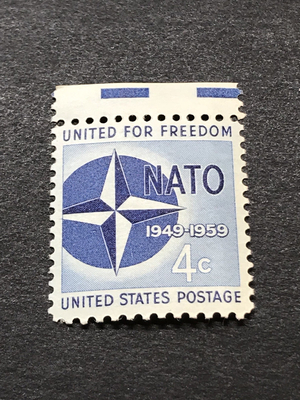 UNITED FOR FREEDOM
NATO
1949-1959
4c
UNITED STATES POSTAGE